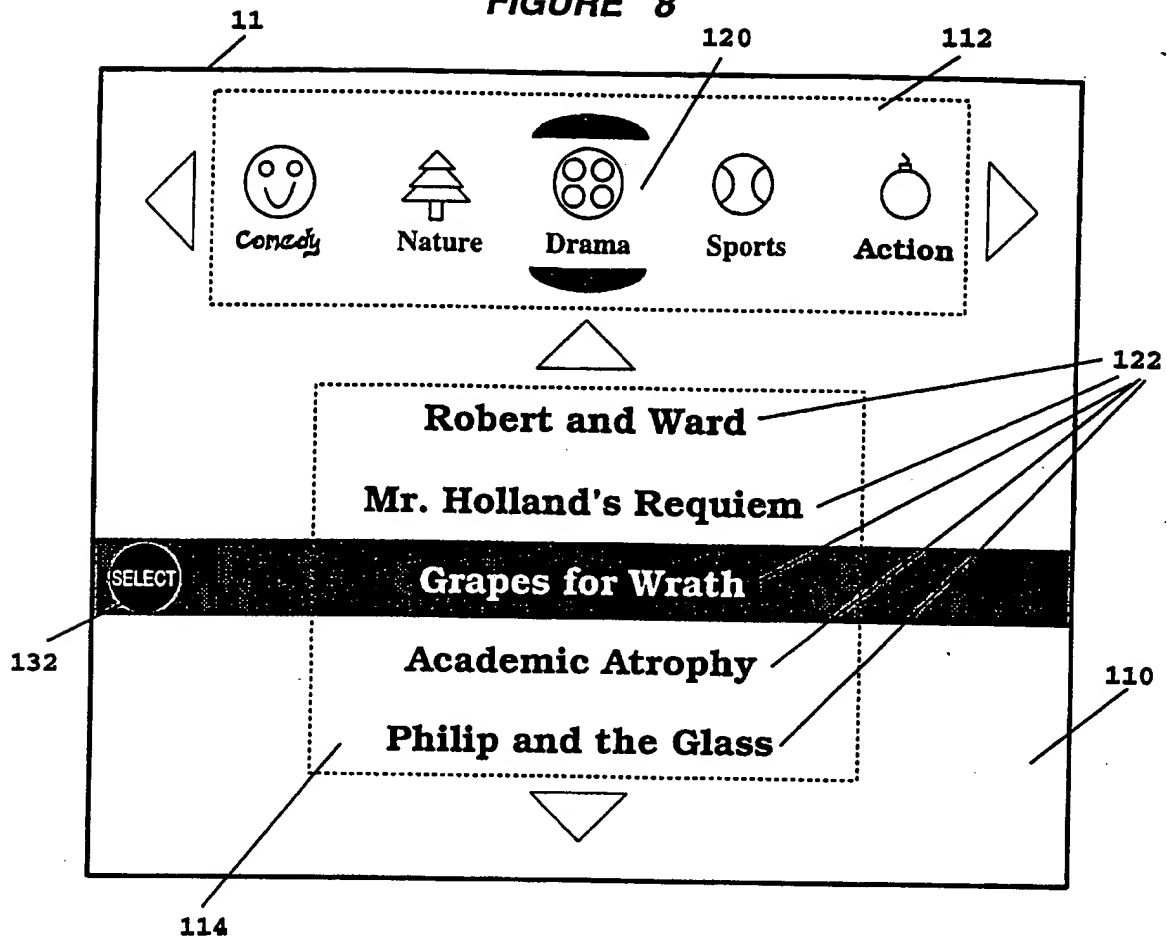 FIGURE 8
11
120
112
Comedy
Nature
Drama
Sports
Action
122
Robert and Ward
Mr. Holland's Requiem
SELECT
Grapes for Wrath
132
Academic Atrophy
110
Philip and the Glass
114